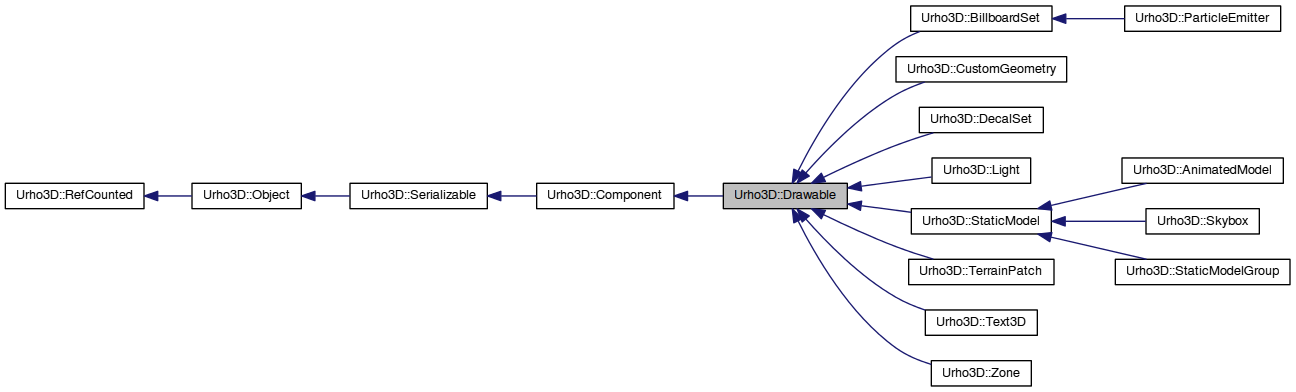 Urho3D::BillboardSet
Urho3D::ParticleEmitter
Urho3D::CustomGeometry
Urho3D::DecalSet
Urho3D::Light
Urho3D::AnimatedModel
Urho3D::RefCounted
Urho3D::Object
Urho3D::Serializable
Urho3D::Component
Urho3D::Drawable
Urho3D::StaticModel
Urho3D::Skybox
Urho3D::TerrainPatch
Urho3D::StaticModelGroup
Urho3D::Text3D
Urho3D::Zone